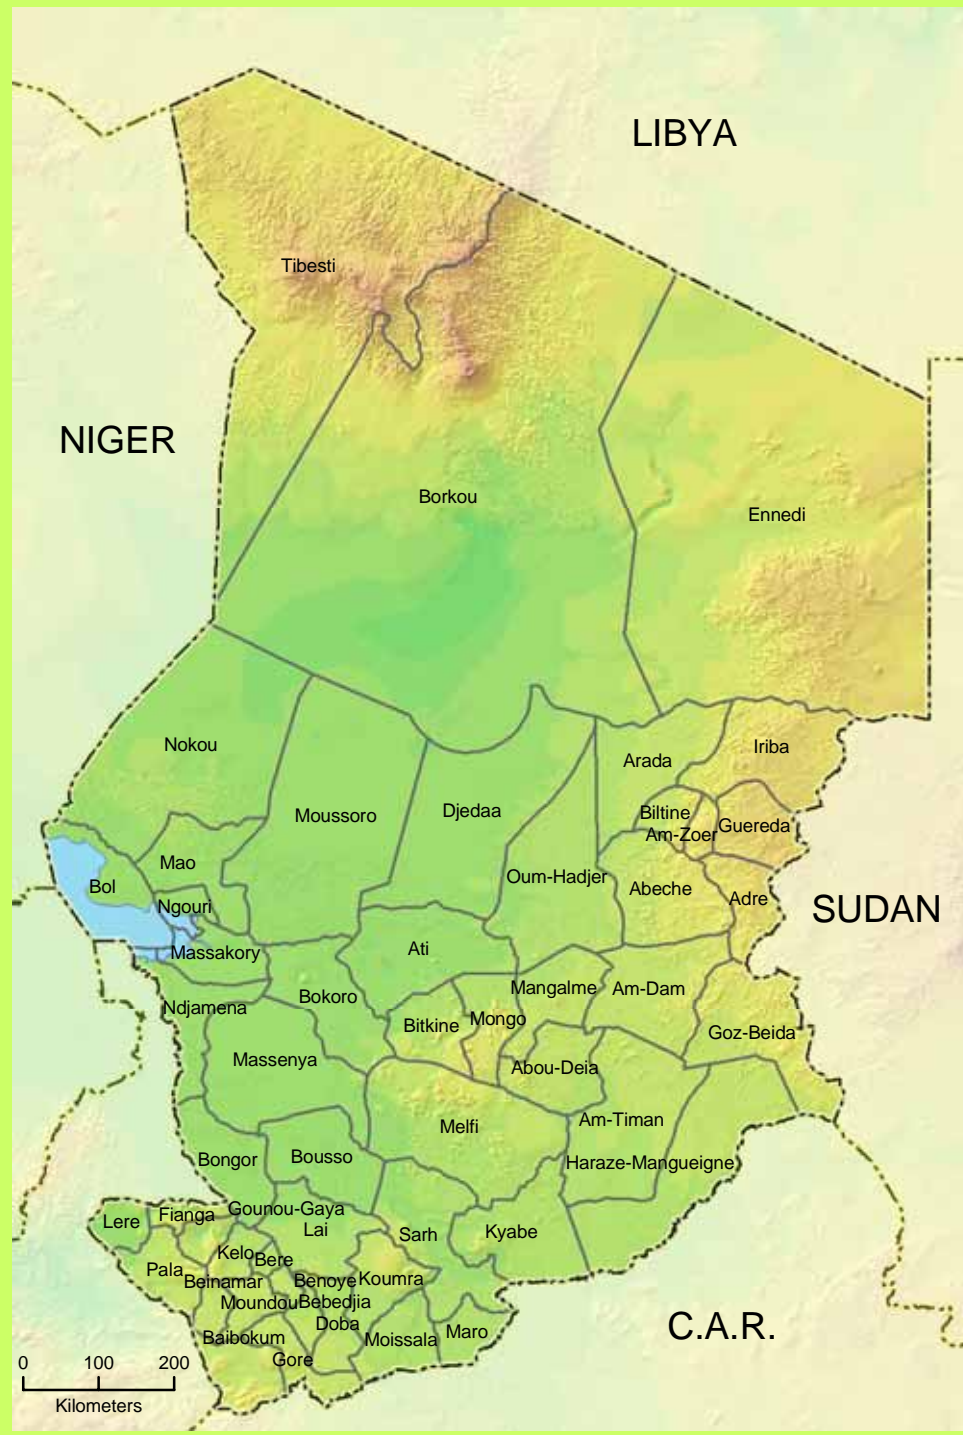 LIBYA
Tibesti
NIGER
Borkou
Ennedi
Nokou
Iriba
Arada
Moussoro
Djedaa
Biltine
Guereda
Am-Zoer
Mao
Oum-Hadjer
Bol
Abeche
Adre
Ngouri
SUDAN
Massakory
Ati
Mangalme
Am-Dam
Bokoro
Ndjamena
Mongo
Bitkine
Goz-Beida
Massenya
Abou-Deia
Am-Timan
Melfi
Bongor
Bousso
Haraze-Mangueigne
Gounou-Gaya
Fianga
Lere
Lai
Sarh
Kyabe
Kelo
Bere
Pala
Beinamar
Benoye
Koumra
Moundou
Bebedjia
Doba
C.A.R.
Baibokum
Moissala
Maro
Gore
0 100 200
Kilometers